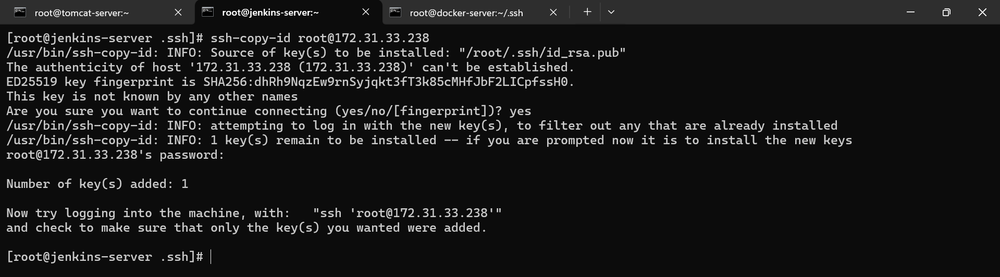 root@tomcat-server:~
root@jenkins-server:~
root@docker-server:~/.ssh
[root@jenkins-server .ssh]# ssh-copy-id root@172.31.33.238
/usr/bin/ssh-copy-id: INFO: Source of key(s) to be installed: "/root/.ssh/id_rsa.pub"
The authenticity of host '172.31.33.238 (172.31.33.238)' can't be established.
ED25519 key fingerprint is SHA256:dhRh9NqzEw9rnSyjqkt3fT3k85cMHfJbF2LICpfssH0.
This key is not known by any other names
Are you sure you want to continue connecting (yes/no/[fingerprint])? yes
/usr/bin/ssh-copy-id: INFO: attempting to log in with the new key(s), to filter out any that are already installed
/usr/bin/ssh-copy-id: INFO: 1 key(s) remain to be installed -- if you are prompted now it is to install the new keys
root@172.31.33.238's password:
Number of key(s) added: 1
Now try logging into the machine, with:   "ssh 'root@172.31.33.238'"
and check to make sure that only the key(s) you wanted were added.
[root@jenkins-server .ssh]#